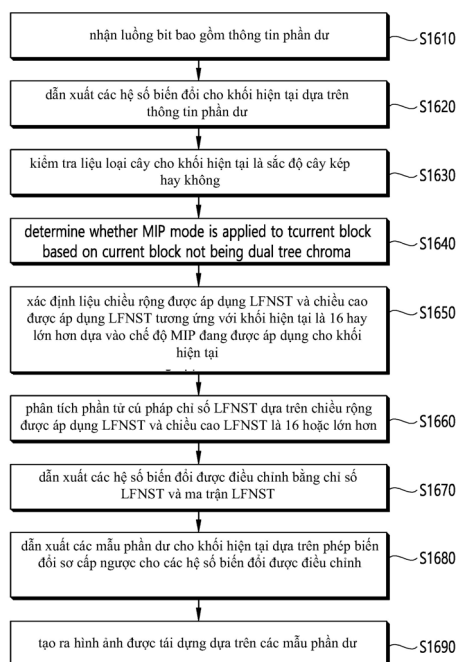 nhận luồng bit bao gồm thông tin phần dư
S1610
dẫn xuất các hệ số biến đổi cho khối hiện tại dựa trên
thông tin phần dư
S1620
kiểm tra liệu loại cây cho khối hiện tại là sắc độ cây kép
hay không
S1630
determine whether MIP mode is applied to tcurrent block
based on current block not being dual tree chroma
S1640
xác định liệu chiều rộng được áp dụng LFNST và chiều cao
được áp dụng LFNST tương ứng với khối hiện tại là 16 hay
lớn hơn dựa vào chế độ MIP đang được áp dụng cho khối
hiện tại
S1650
phân tích phần tử cú pháp chỉ số LFNST dựa trên chiều rộng
được áp dụng LFNST và chiều cao LFNST là 16 hoặc lớn hơn
S1660
dẫn xuất các hệ số biến đổi được điều chỉnh bằng chỉ số
LFNST và ma trận LFNST
S1670
dẫn xuất các mẫu phần dư cho khối hiện tại dựa trên phép biến
đổi sơ cấp ngược cho các hệ số biến đổi được điều chỉnh
S1680
tạo ra hình ảnh được tái dựng dựa trên các mẫu phần dư
S1690